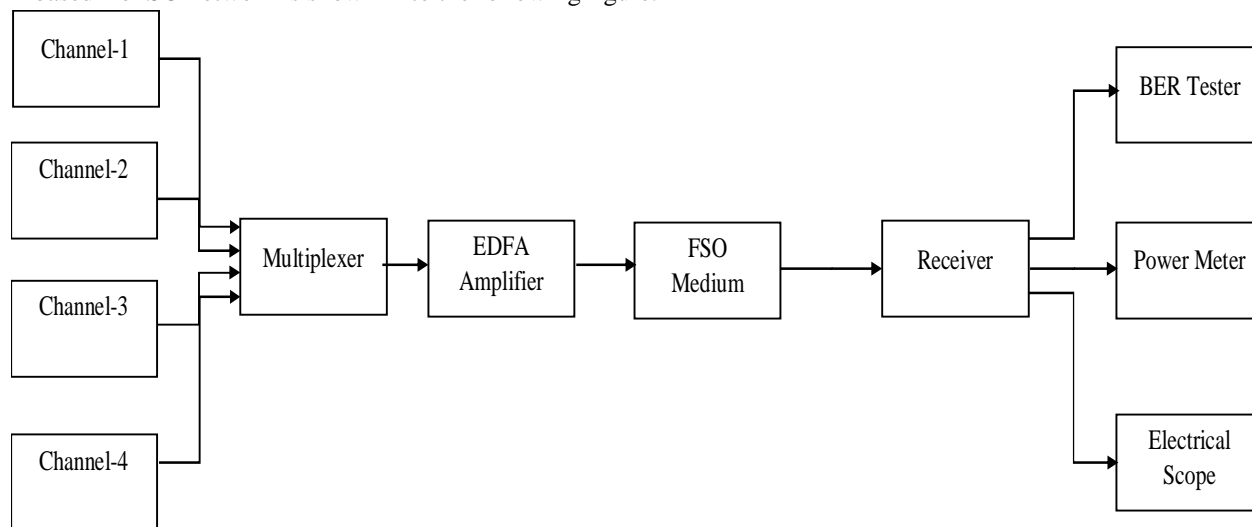 Channel-1
Channel-2
Channel-3
Channel-4
Multiplexer
EDFA
Amplifier
FSO
Medium
Receiver
BER Tester
Power Meter
Electrical
Scope